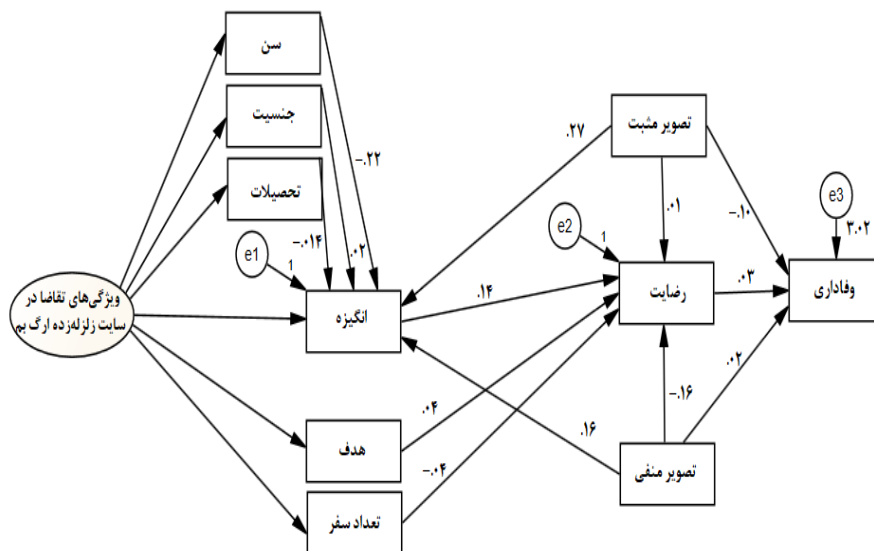 سن
جنسیت
تحصیلات
-.۲۲
.۰۲
-.۰۱۴
e1
1
ویژگی‌های تقاضا در
سایت زلزله‌زده ارگ بم
انگیزه
هدف
تعداد سفر
تصویر مثبت
.۲۷
.۰۱
-.۱۰
e2
1
e3
۳.۰۲
.۱۴
رضایت
.۰۳
وفاداری
.۰۴
-.۰۴
.۱۶
-.۱۶
.۰۲
تصویر منفی